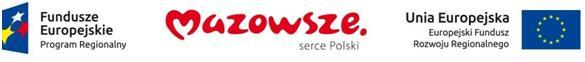 Fundusze
Europejskie
Program Regionalny
Mazowsze.
serce Polski
Unia Europejska
Europejski Fundusz
Rozwoju Regionalnego